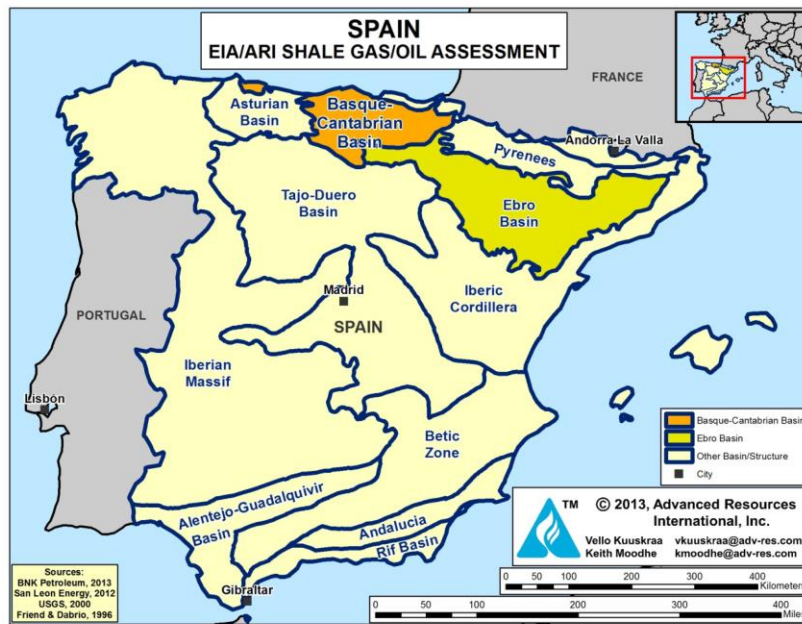 SPAIN
EIA/ARI SHALE GAS/OIL ASSESSMENT
FRANCE
Asturian
Basin
Basque-
Cantabrian
Basin
Andorra La Valla
Pyrenees
Tajo-Duero
Basin
Ebro
Basin
Madrid
Iberic
Cordillera
PORTUGAL
SPAIN
Iberian
Massif
Lisbon
Betic
Zone
Basque-Cantabrian Basin
Ebro Basin
Other Basin/Structure
City
Alentejo-Guadalquivir
Basin
Andalucia
Rif Basin
Gibraltar
TM
© 2013, Advanced Resources
International, Inc.
Vello Kuuskraa vkuuskraa@adv-res.com
Keith Moodhe kmoodhe@adv-res.com
Sources:
BNK Petroleum, 2013
San Leon Energy, 2012
USGS, 2000
Friend & Dabrio, 1996
0 50 100 200 300 400
Kilometers
0 50 100 200 300 400
Miles